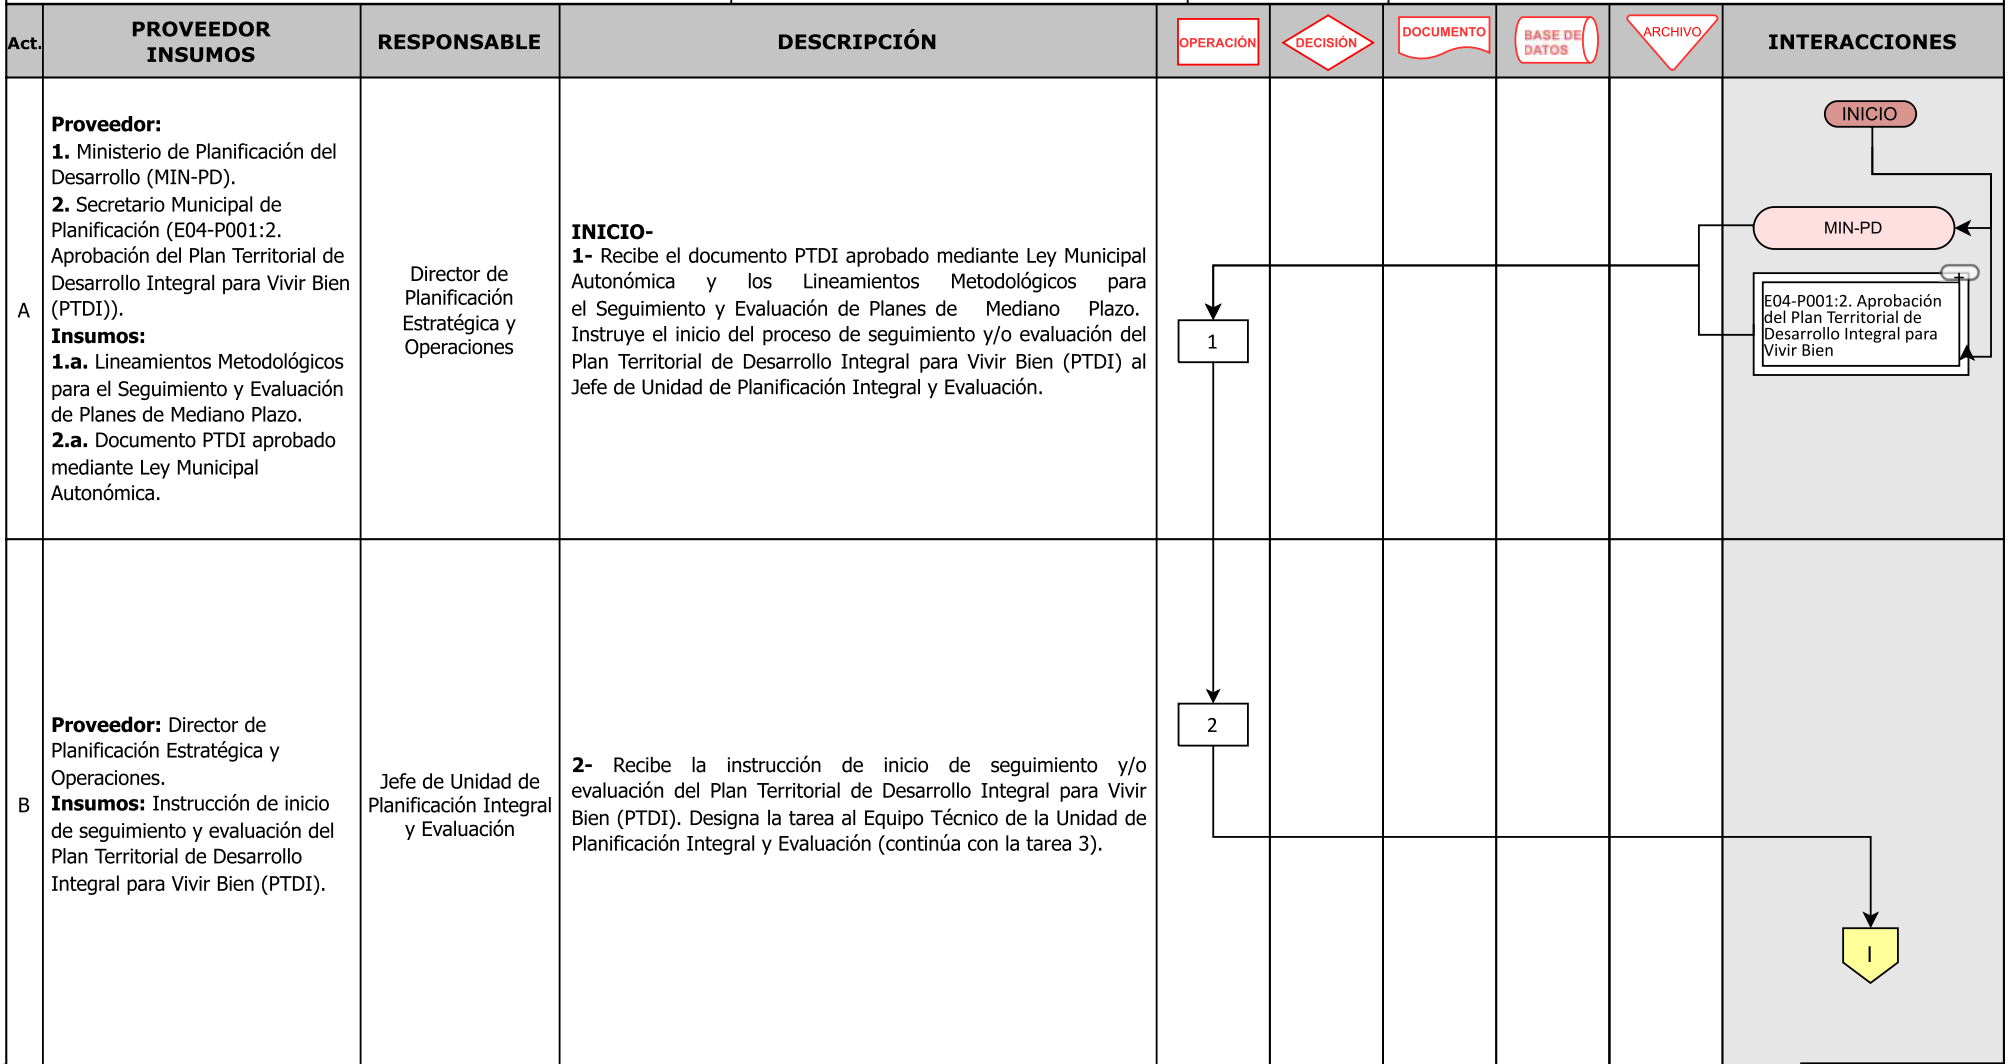 Act.
PROVEEDOR
INSUMOS
RESPONSABLE
DESCRIPCIÓN
OPERACIÓN
DECISIÓN
DOCUMENTO
BASE DE
DATOS
ARCHIVO
INTERACCIONES
A
Proveedor:
1. Ministerio de Planificación del
Desarrollo (MIN-PD).
2. Secretario Municipal de
Planificación (E04-P001:2.
Aprobación del Plan Territorial de
Desarrollo Integral para Vivir Bien
(PTDI)).
Insumos:
1.a. Lineamientos Metodológicos
para el Seguimiento y Evaluación
de Planes de Mediano Plazo.
2.a. Documento PTDI aprobado
mediante Ley Municipal
Autonómica.
Director de
Planificación
Estratégica y
Operaciones
INICIO-
1- Recibe el documento PTDI aprobado mediante Ley Municipal
Autonómica y los Lineamientos Metodológicos para
el Seguimiento y Evaluación de Planes de Mediano Plazo.
Instruye el inicio del proceso de seguimiento y/o evaluación del
Plan Territorial de Desarrollo Integral para Vivir Bien (PTDI) al
Jefe de Unidad de Planificación Integral y Evaluación.
1
INICIO
MIN-PD
+
E04-P001:2. Aprobación
del Plan Territorial de
Desarrollo Integral para
Vivir Bien
B
Proveedor: Director de
Planificación Estratégica y
Operaciones.
Insumos: Instrucción de inicio
de seguimiento y evaluación del
Plan Territorial de Desarrollo
Integral para Vivir Bien (PTDI).
Jefe de Unidad de
Planificación Integral
y Evaluación
2- Recibe la instrucción de inicio de seguimiento y/o
evaluación del Plan Territorial de Desarrollo Integral para Vivir
Bien (PTDI). Designa la tarea al Equipo Técnico de la Unidad de
Planificación Integral y Evaluación (continúa con la tarea 3).
2
I